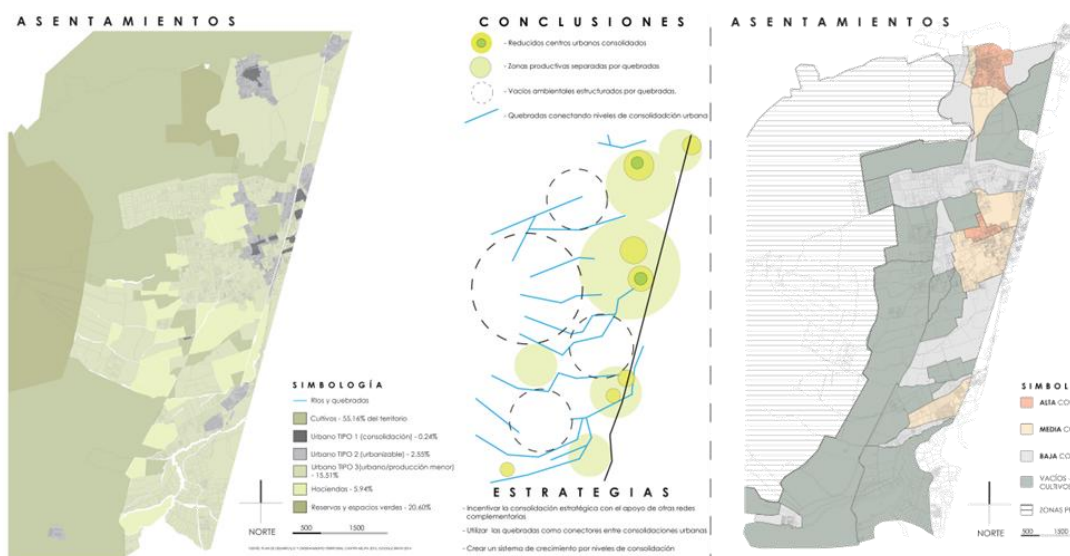 ASENTAMIENTOS
SIMBOLOGÍA
Ríos y quebradas
Cultivos - 55.16% del territorio
Urbano TIPO 1 (consolidación) - 0.24%
Urbano TIPO 2 (urbanizable) - 2.55%
Urbano TIPO 3(urbano/producción menor)
- 15.51%
Haciendas - 5.94%
Reservas y espacios verdes - 20.60%
NORTE
500 1500
CONCLUSIONES
- Reducidos centros urbanos consolidados
- Zonas productivas separadas por quebradas
- Vacíos ambientales estructurados por quebradas.
- Quebradas conectando niveles de consolidadción urbana
ESTRATEGIAS
- Incentivar la consolidación estratégica con el apoyo de otras redes
complementarias
- Utilizar las quebradas como conectores entre consolidaciones urbanas
- Crear un sistema de crecimiento por niveles de consolidación
ASENTAMIENTOS
SIMBOL
ALTA CO
MEDIA C
BAJA CO
VACÍOS -
CULTIVOS
ZONAS P
NORTE
500 1500